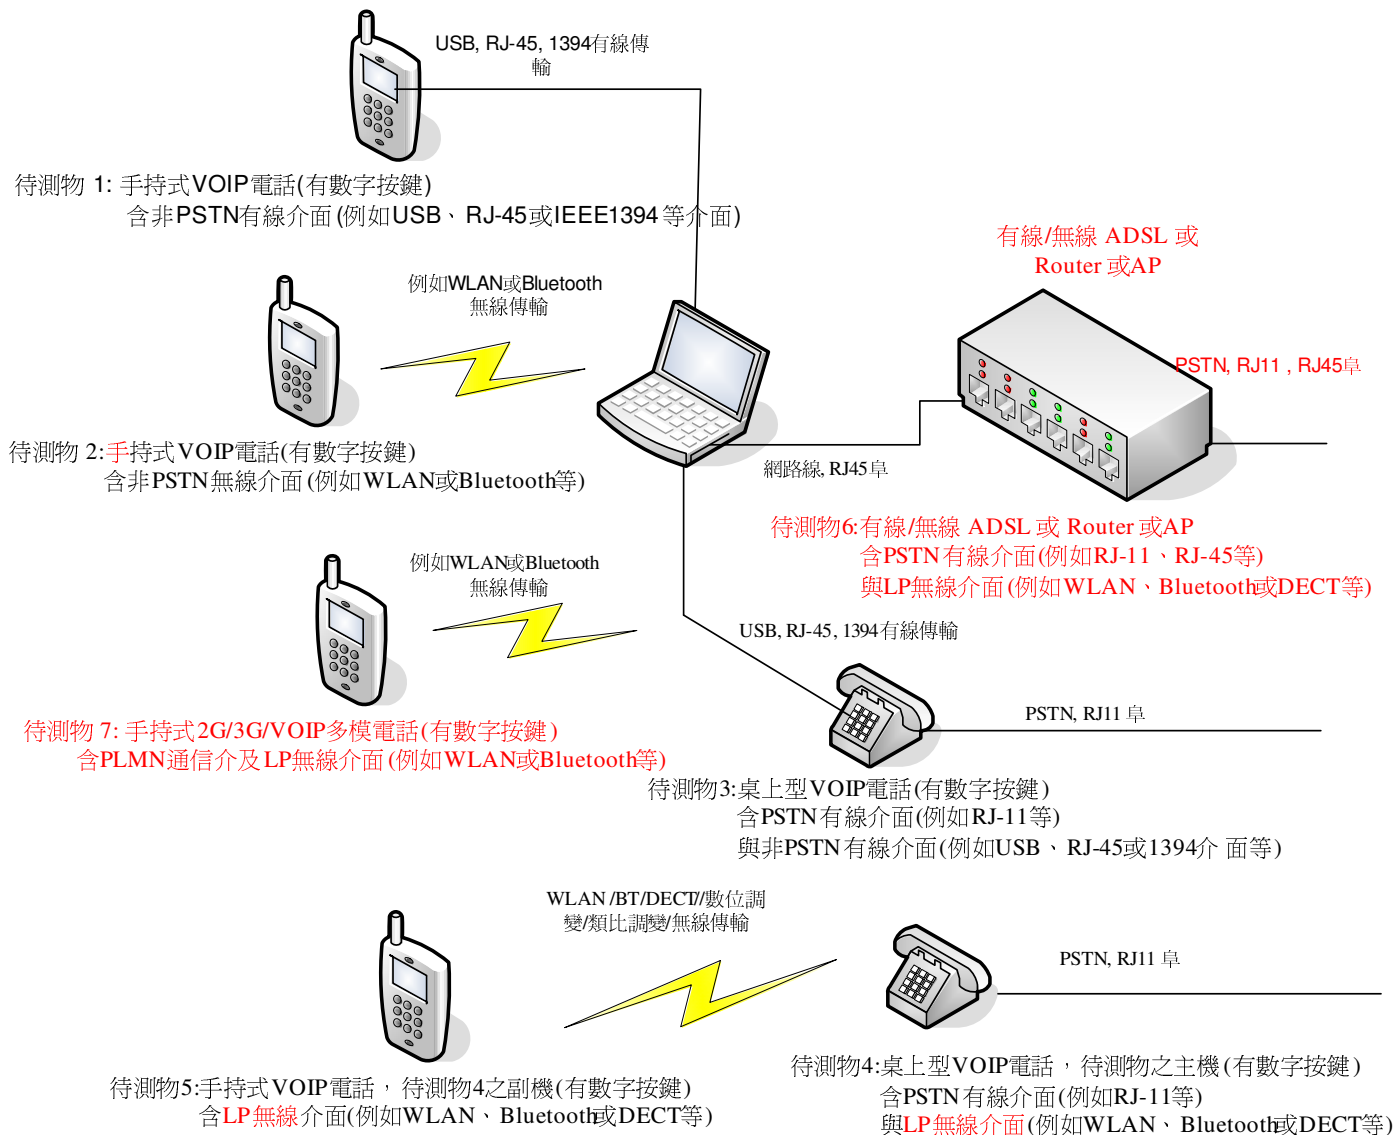 USB, RJ-45, 1394有線傳
輸
待測物 1: 手持式VOIP電話(有數字按鍵)
含非PSTN有線介面(例如USB、RJ-45或IEEE1394等介面)
有線/無線 ADSL 或
Router 或AP
例如WLAN或Bluetooth
無線傳輸
PSTN, RJ11 , RJ45阜
待測物 2:手持式VOIP電話(有數字按鍵)
含非PSTN無線介面(例如WLAN或Bluetooth等)
網路線, RJ45阜
待測物6:有線/無線 ADSL 或 Router 或AP
含PSTN有線介面(例如RJ-11、RJ-45等)
與LP無線介面(例如WLAN、Bluetooth或DECT等)
例如WLAN或Bluetooth
無線傳輸
USB, RJ-45, 1394有線傳輸
待測物 7: 手持式2G/3G/VOIP多模電話(有數字按鍵)
含PLMN通信介及LP無線介面(例如WLAN或Bluetooth等)
PSTN, RJ11 阜
待測物3:桌上型VOIP電話(有數字按鍵)
含PSTN有線介面(例如RJ-11等)
與非PSTN有線介面(例如USB、RJ-45或1394介 面等)
WLAN /BT/DECT//數位調
變/類比調變/無線傳輸
PSTN, RJ11 阜
待測物5:手持式VOIP電話，待測物4之副機(有數字按鍵)
含LP無線介面(例如WLAN、Bluetooth或DECT等)
待測物4:桌上型VOIP電話，待測物之主機(有數字按鍵)
含PSTN有線介面(例如RJ-11等)
與LP無線介面(例如WLAN、Bluetooth或DECT等)